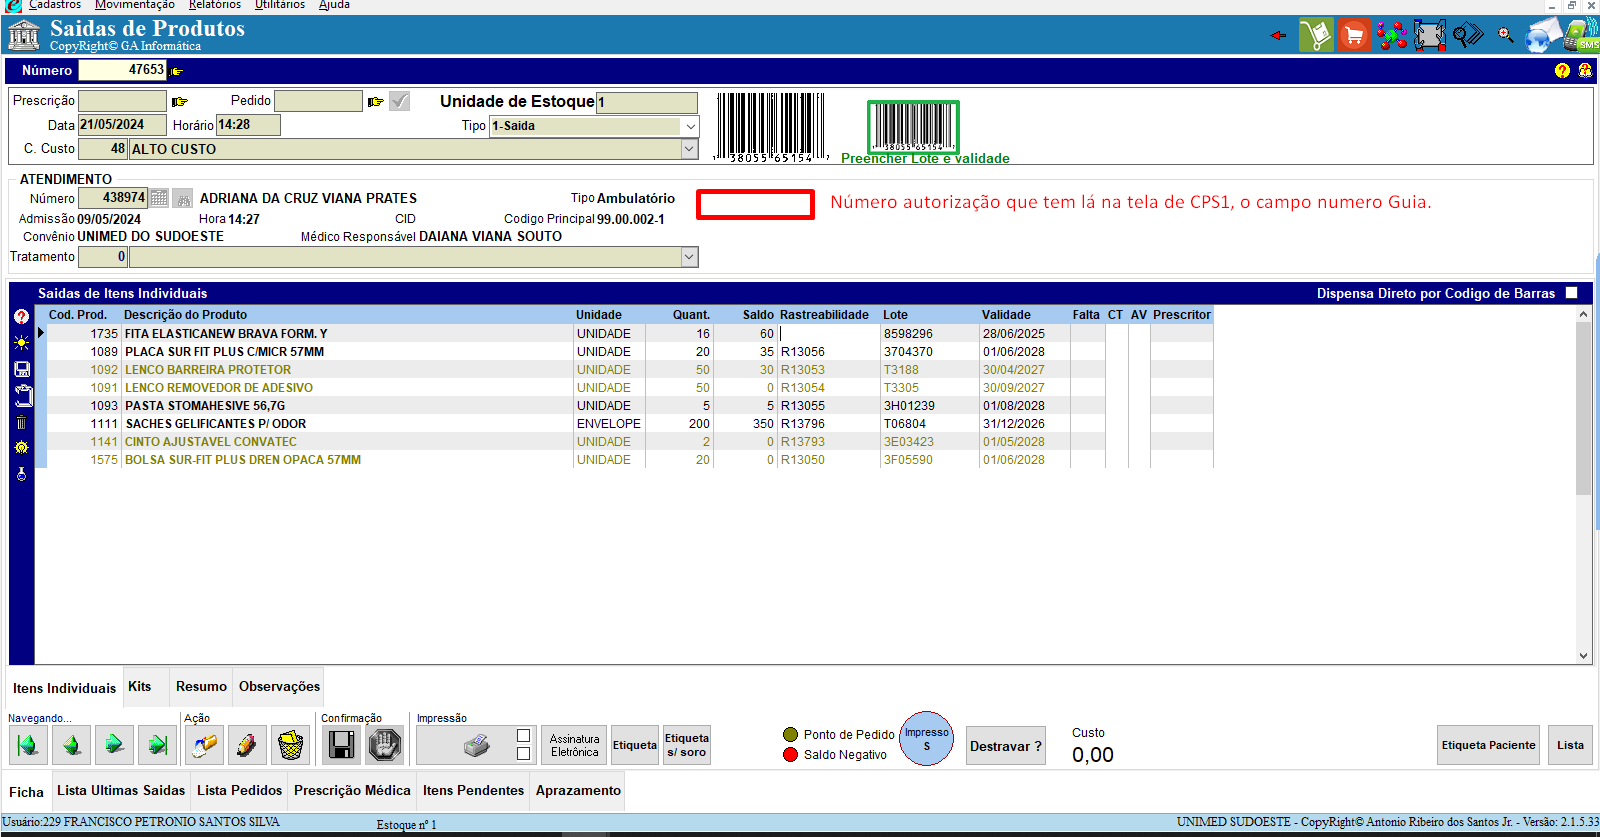 Cadastros Movimentação Relatórios Utilitários Ajuda
Saidas de Produtos
CopyRight© GA Informática
SMS
Número 47653
Prescrição Pedido Unidade de Estoque 1
Data 21/05/2024 Horário 14:28 Tipo 1-Saida
C. Custo 48 ALTO CUSTO
38055 65154
38055 65154
Preencher Lote e validade
ATENDIMENTO
Número 438974 ADRIANA DA CRUZ VIANA PRATES Tipo Ambulatório
Número autorização que tem lá na tela de CPS1, o campo numero Guia.
Admissão 09/05/2024 Hora 14:27 CID Codigo Principal 99.00.002-1
Convênio UNIMED DO SUDOESTE Médico Responsável DAIANA VIANA SOUTO
Tratamento 0
Saidas de Itens Individuais Dispensa Direto por Codigo de Barras
Cod. Prod. Descrição do Produto Unidade Quant. Saldo Rastreabilidade Lote Validade Falta CT AV Prescritor
1735 FITA ELASTICANEW BRAVA FORM. Y UNIDADE 16 60 8598296 28/06/2025
1089 PLACA SUR FIT PLUS C/MICR 57MM UNIDADE 20 35 R13056 3704370 01/06/2028
1092 LENCO BARREIRA PROTETOR UNIDADE 50 30 R13053 T3188 30/04/2027
1091 LENCO REMOVEDOR DE ADESIVO UNIDADE 50 0 R13054 T3305 30/09/2027
1093 PASTA STOMAHESIVE 56,7G UNIDADE 5 5 R13055 3H01239 01/08/2028
1111 SACHES GELIFICANTES P/ ODOR ENVELOPE 200 350 R13796 T06804 31/12/2026
1141 CINTO AJUSTAVEL CONVATEC UNIDADE 2 0 R13793 3E03423 01/05/2028
1575 BOLSA SUR-FIT PLUS DREN OPACA 57MM UNIDADE 20 0 R13050 3F05590 01/06/2028
Itens Individuais Kits Resumo Observações
Navegando... Ação Confirmação Impressão
Assinatura Eletrônica
Etiqueta
Etiqueta s/ soro
Ponto de Pedido
Saldo Negativo
Impresso S
Destravar ?
Custo
0,00
Etiqueta Paciente
Lista
Ficha Lista Ultimas Saidas Lista Pedidos Prescrição Médica Itens Pendentes Aprazamento
Usuário:229 FRANCISCO PETRONIO SANTOS SILVA Estoque nº 1 UNIMED SUDOESTE - CopyRight© Antonio Ribeiro dos Santos Jr. - Versão: 2.1.5.33